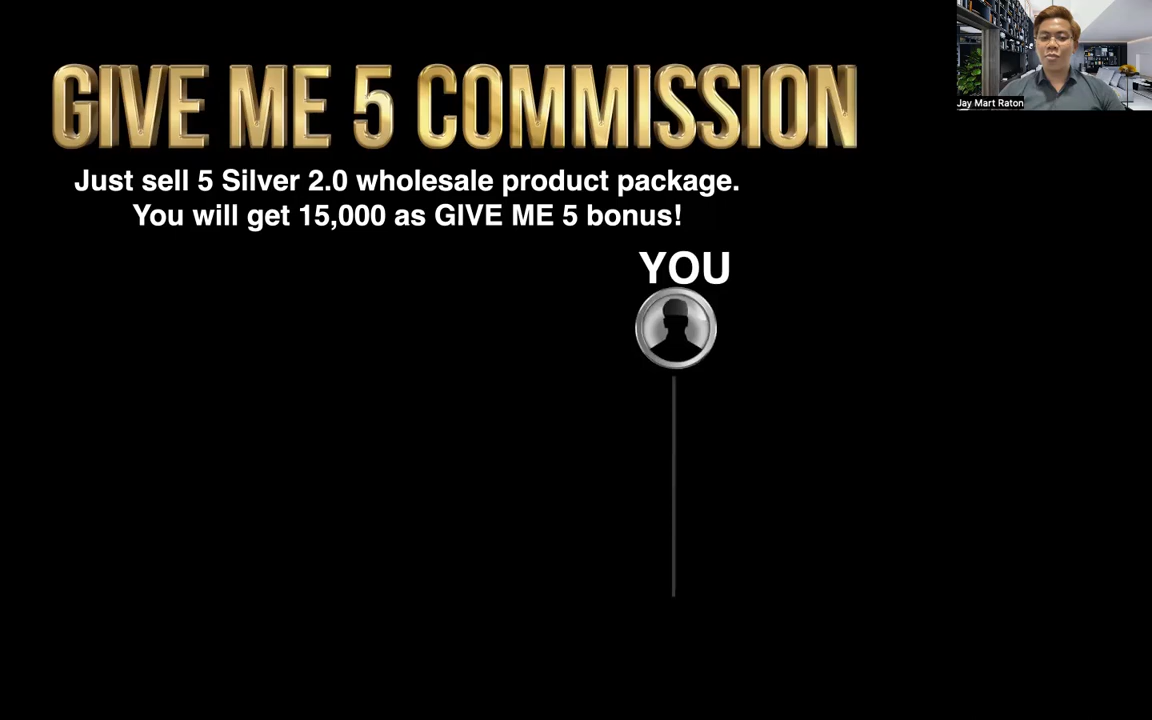 GIVE ME 5 COMMISSION
Just sell 5 Silver 2.0 wholesale product package.
You will get 15,000 as GIVE ME 5 bonus!
YOU
Jay Mart Raton